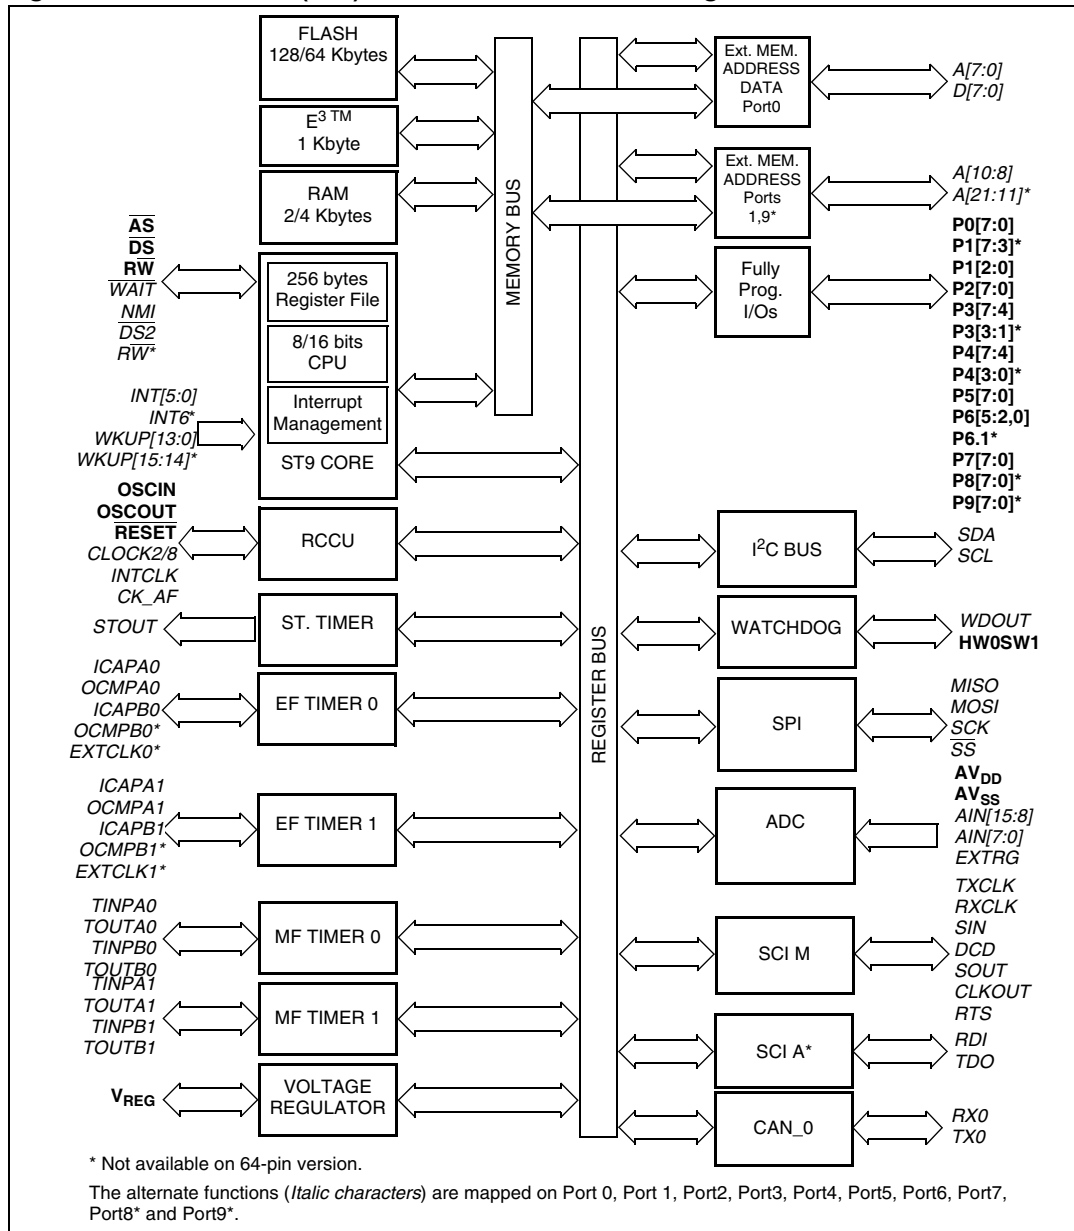 FLASH
128/64 Kbytes
E³ ™
1 Kbyte
RAM
2/4 Kbytes
AS
DS
RW
WAIT
NMI
DS2
RW*
256 bytes
Register File
8/16 bits
CPU
Interrupt
Management
ST9 CORE
INT[5:0]
INT6*
WKUP[13:0]
WKUP[15:14]*
OSCIN
OSCOUT
RESET
CLOCK2/8
INTCLK
CK_AF
RCCU
STOUT
ST. TIMER
ICAPA0
OCMPA0
ICAPB0
OCMPB0*
EXTCLK0*
EF TIMER 0
ICAPA1
OCMPA1
ICAPB1
OCMPB1*
EXTCLK1*
EF TIMER 1
TINPA0
TOUTA0
TINPB0
TOUTB0
MF TIMER 0
TINPA1
TOUTA1
TINPB1
TOUTB1
MF TIMER 1
VREG
VOLTAGE
REGULATOR
MEMORY BUS
REGISTER BUS
Ext. MEM.
ADDRESS
DATA
Port0
A[7:0]
D[7:0]
Ext. MEM.
ADDRESS
Ports
1,9*
A[10:8]
A[21:11]*
Fully
Prog.
I/Os
P0[7:0]
P1[7:3]*
P1[2:0]
P2[7:0]
P3[7:4]
P3[3:1]*
P4[7:4]
P4[3:0]*
P5[7:0]
P6[5:2,0]
P6.1*
P7[7:0]
P8[7:0]*
P9[7:0]*
I²C BUS
SDA
SCL
WATCHDOG
WDOUT
HW0SW1
SPI
MISO
MOSI
SCK
SS
ADC
AVDD
AVSS
AIN[15:8]
AIN[7:0]
EXTRG
SCI M
TXCLK
RXCLK
SIN
DCD
SOUT
CLKOUT
RTS
SCI A*
RDI
TDO
CAN_0
RX0
TX0
* Not available on 64-pin version.
The alternate functions (Italic characters) are mapped on Port 0, Port 1, Port2, Port3, Port4, Port5, Port6, Port7,
Port8* and Port9*.